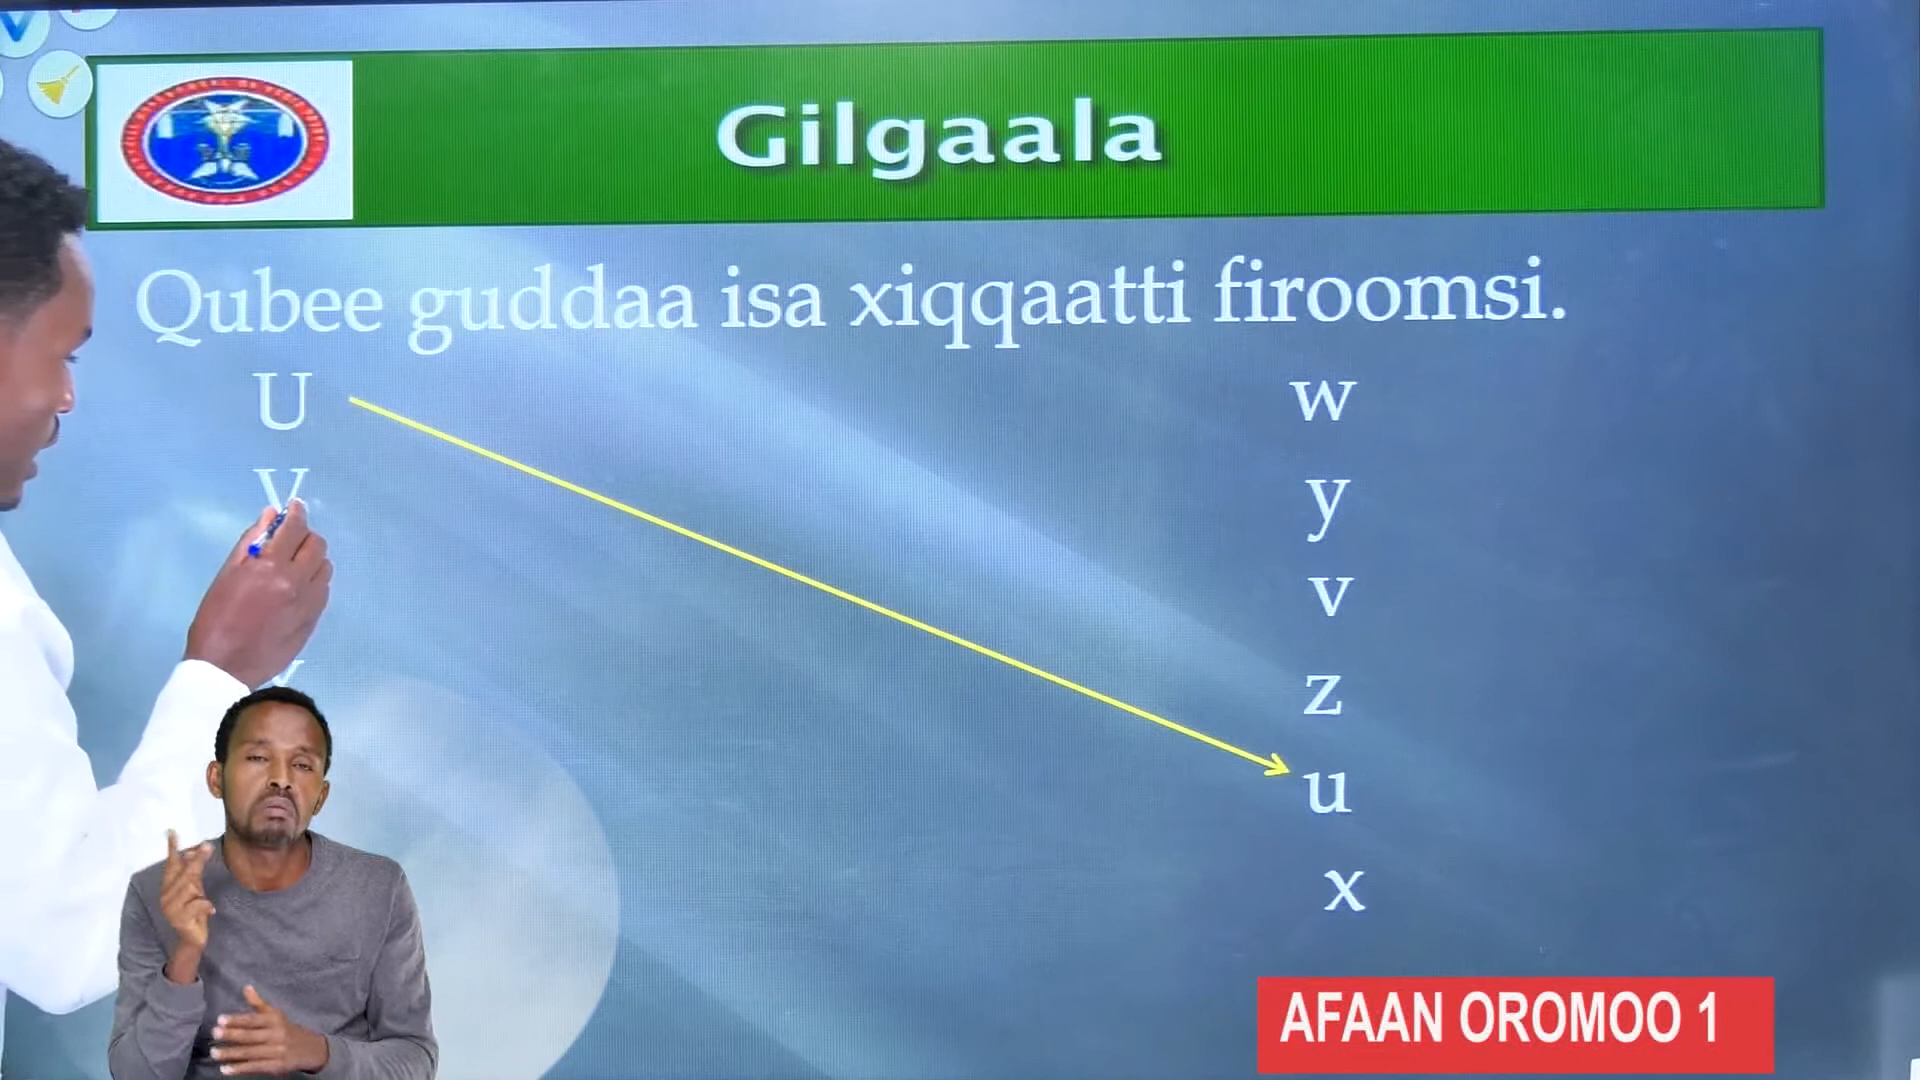 Gilgaala
Qubee guddaa isa xiqqaatti firoomsi.
U w
V y
v
z
u
x
AFAAN OROMOO 1